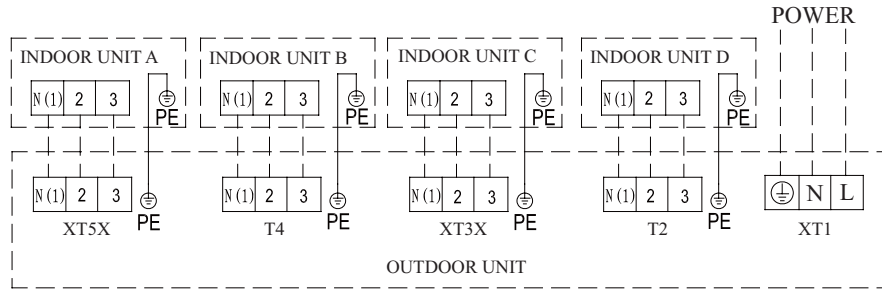 POWER
INDOOR UNIT A INDOOR UNIT B INDOOR UNIT C INDOOR UNIT D
N (1) 2 3 PE N (1) 2 3 PE N (1) 2 3 PE N (1) 2 3 PE
N (1) 2 3 PE N (1) 2 3 PE N (1) 2 3 PE N (1) 2 3 PE N L
XT5X T4 XT3X T2 XT1
OUTDOOR UNIT